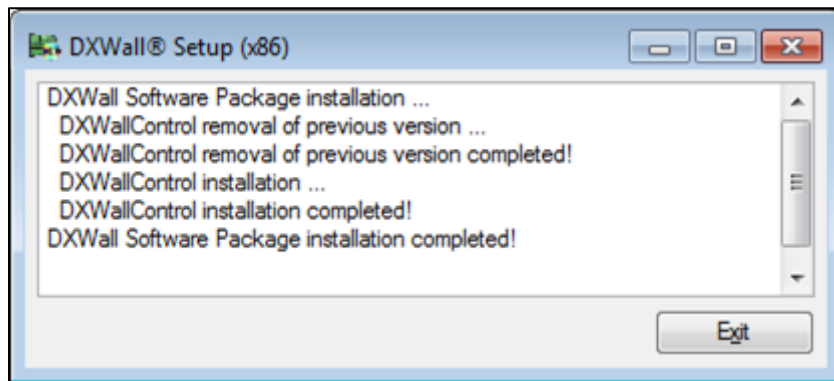 DXWall® Setup (x86)
DXWall Software Package installation ...
DXWallControl removal of previous version ...
DXWallControl removal of previous version completed!
DXWallControl installation ...
DXWallControl installation completed!
DXWall Software Package installation completed!
Exit